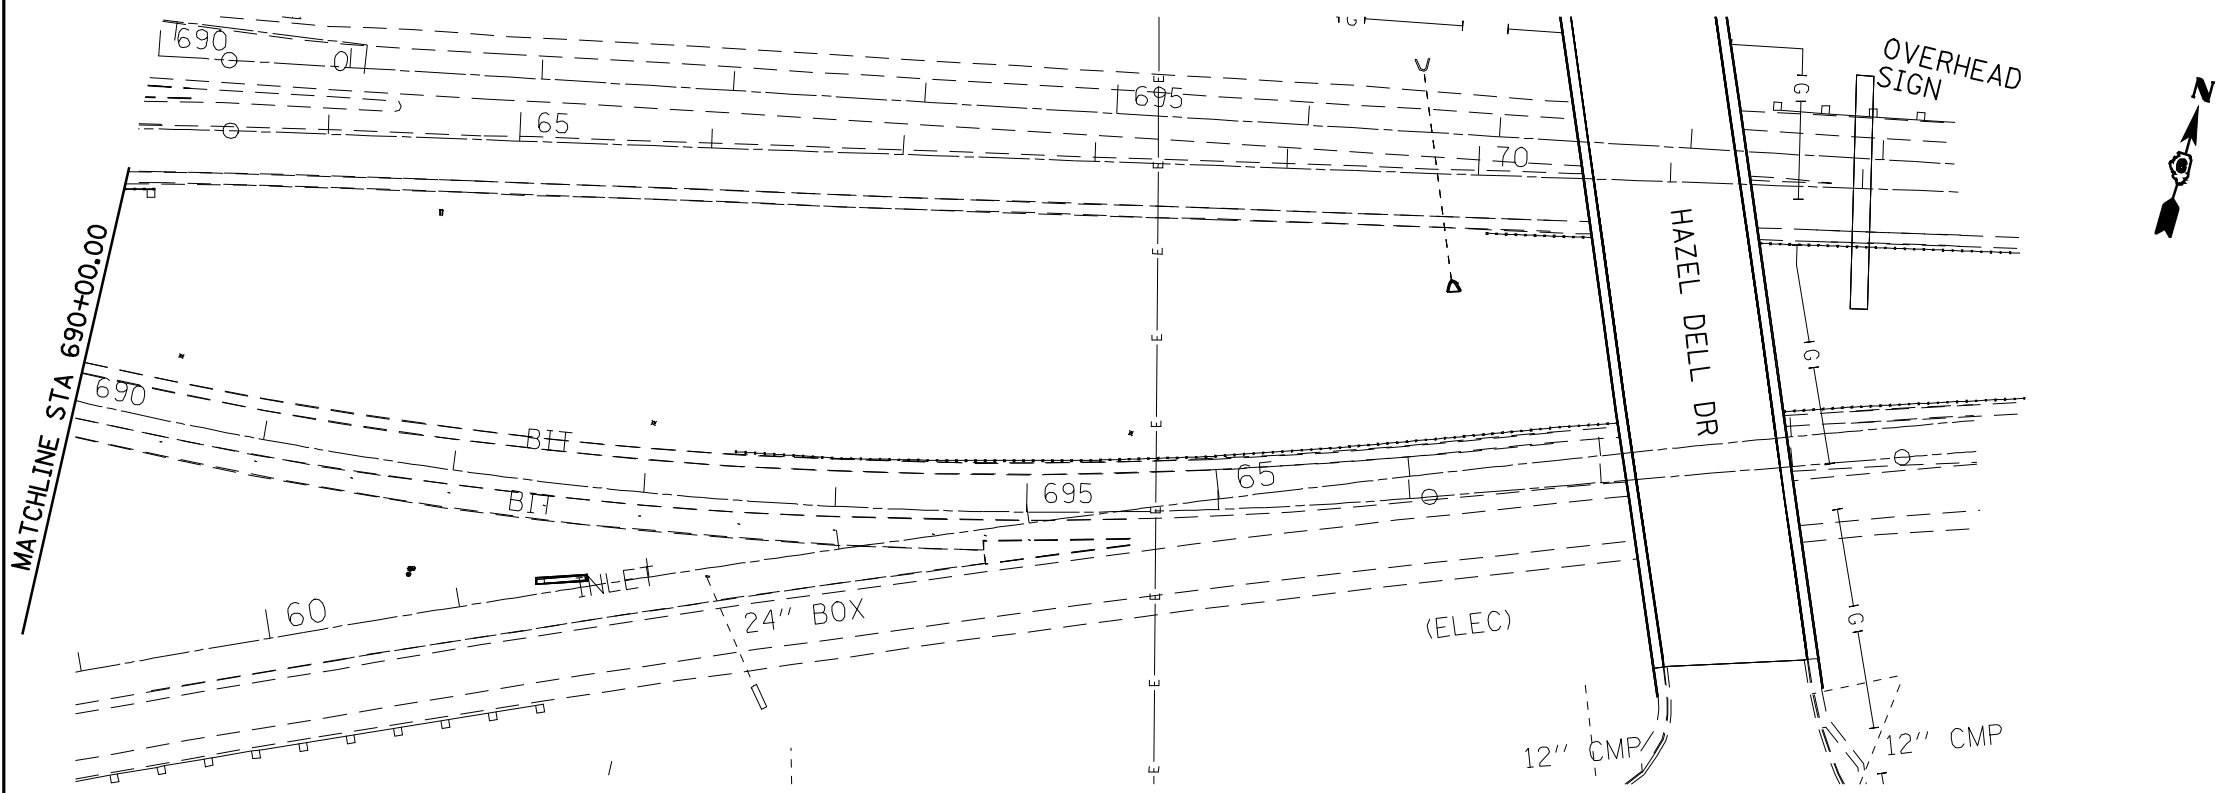 690
0
65
695
70
G
G
OVERHEAD
SIGN
N
E
E
E
E
E
E
E
E
E
MATCHLINE STA 690+00.00
HAZEL DELL DR
G
690
BIT
BIT
695
65
60
INLET
24" BOX
(ELEC)
G
12" CMP
12" CMP